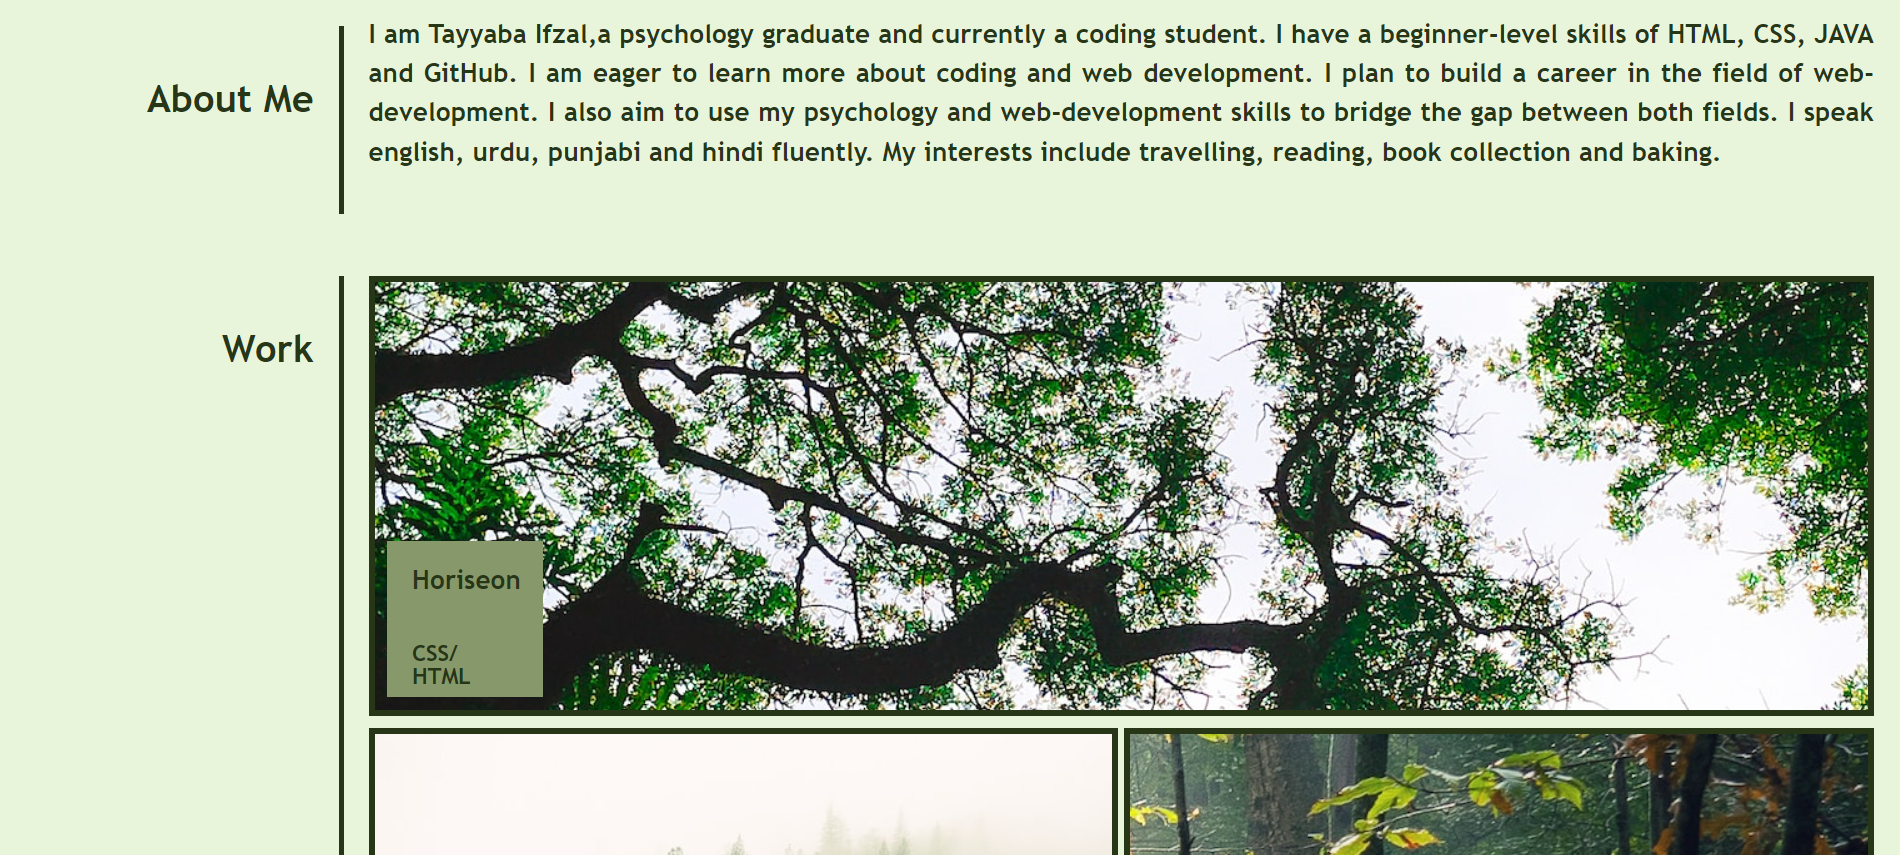 About Me
I am Tayyaba Ifzal,a psychology graduate and currently a coding student. I have a beginner-level skills of HTML, CSS, JAVA
and GitHub. I am eager to learn more about coding and web development. I plan to build a career in the field of web-
development. I also aim to use my psychology and web-development skills to bridge the gap between both fields. I speak
english, urdu, punjabi and hindi fluently. My interests include travelling, reading, book collection and baking.
Work
Horiseon
CSS/
HTML